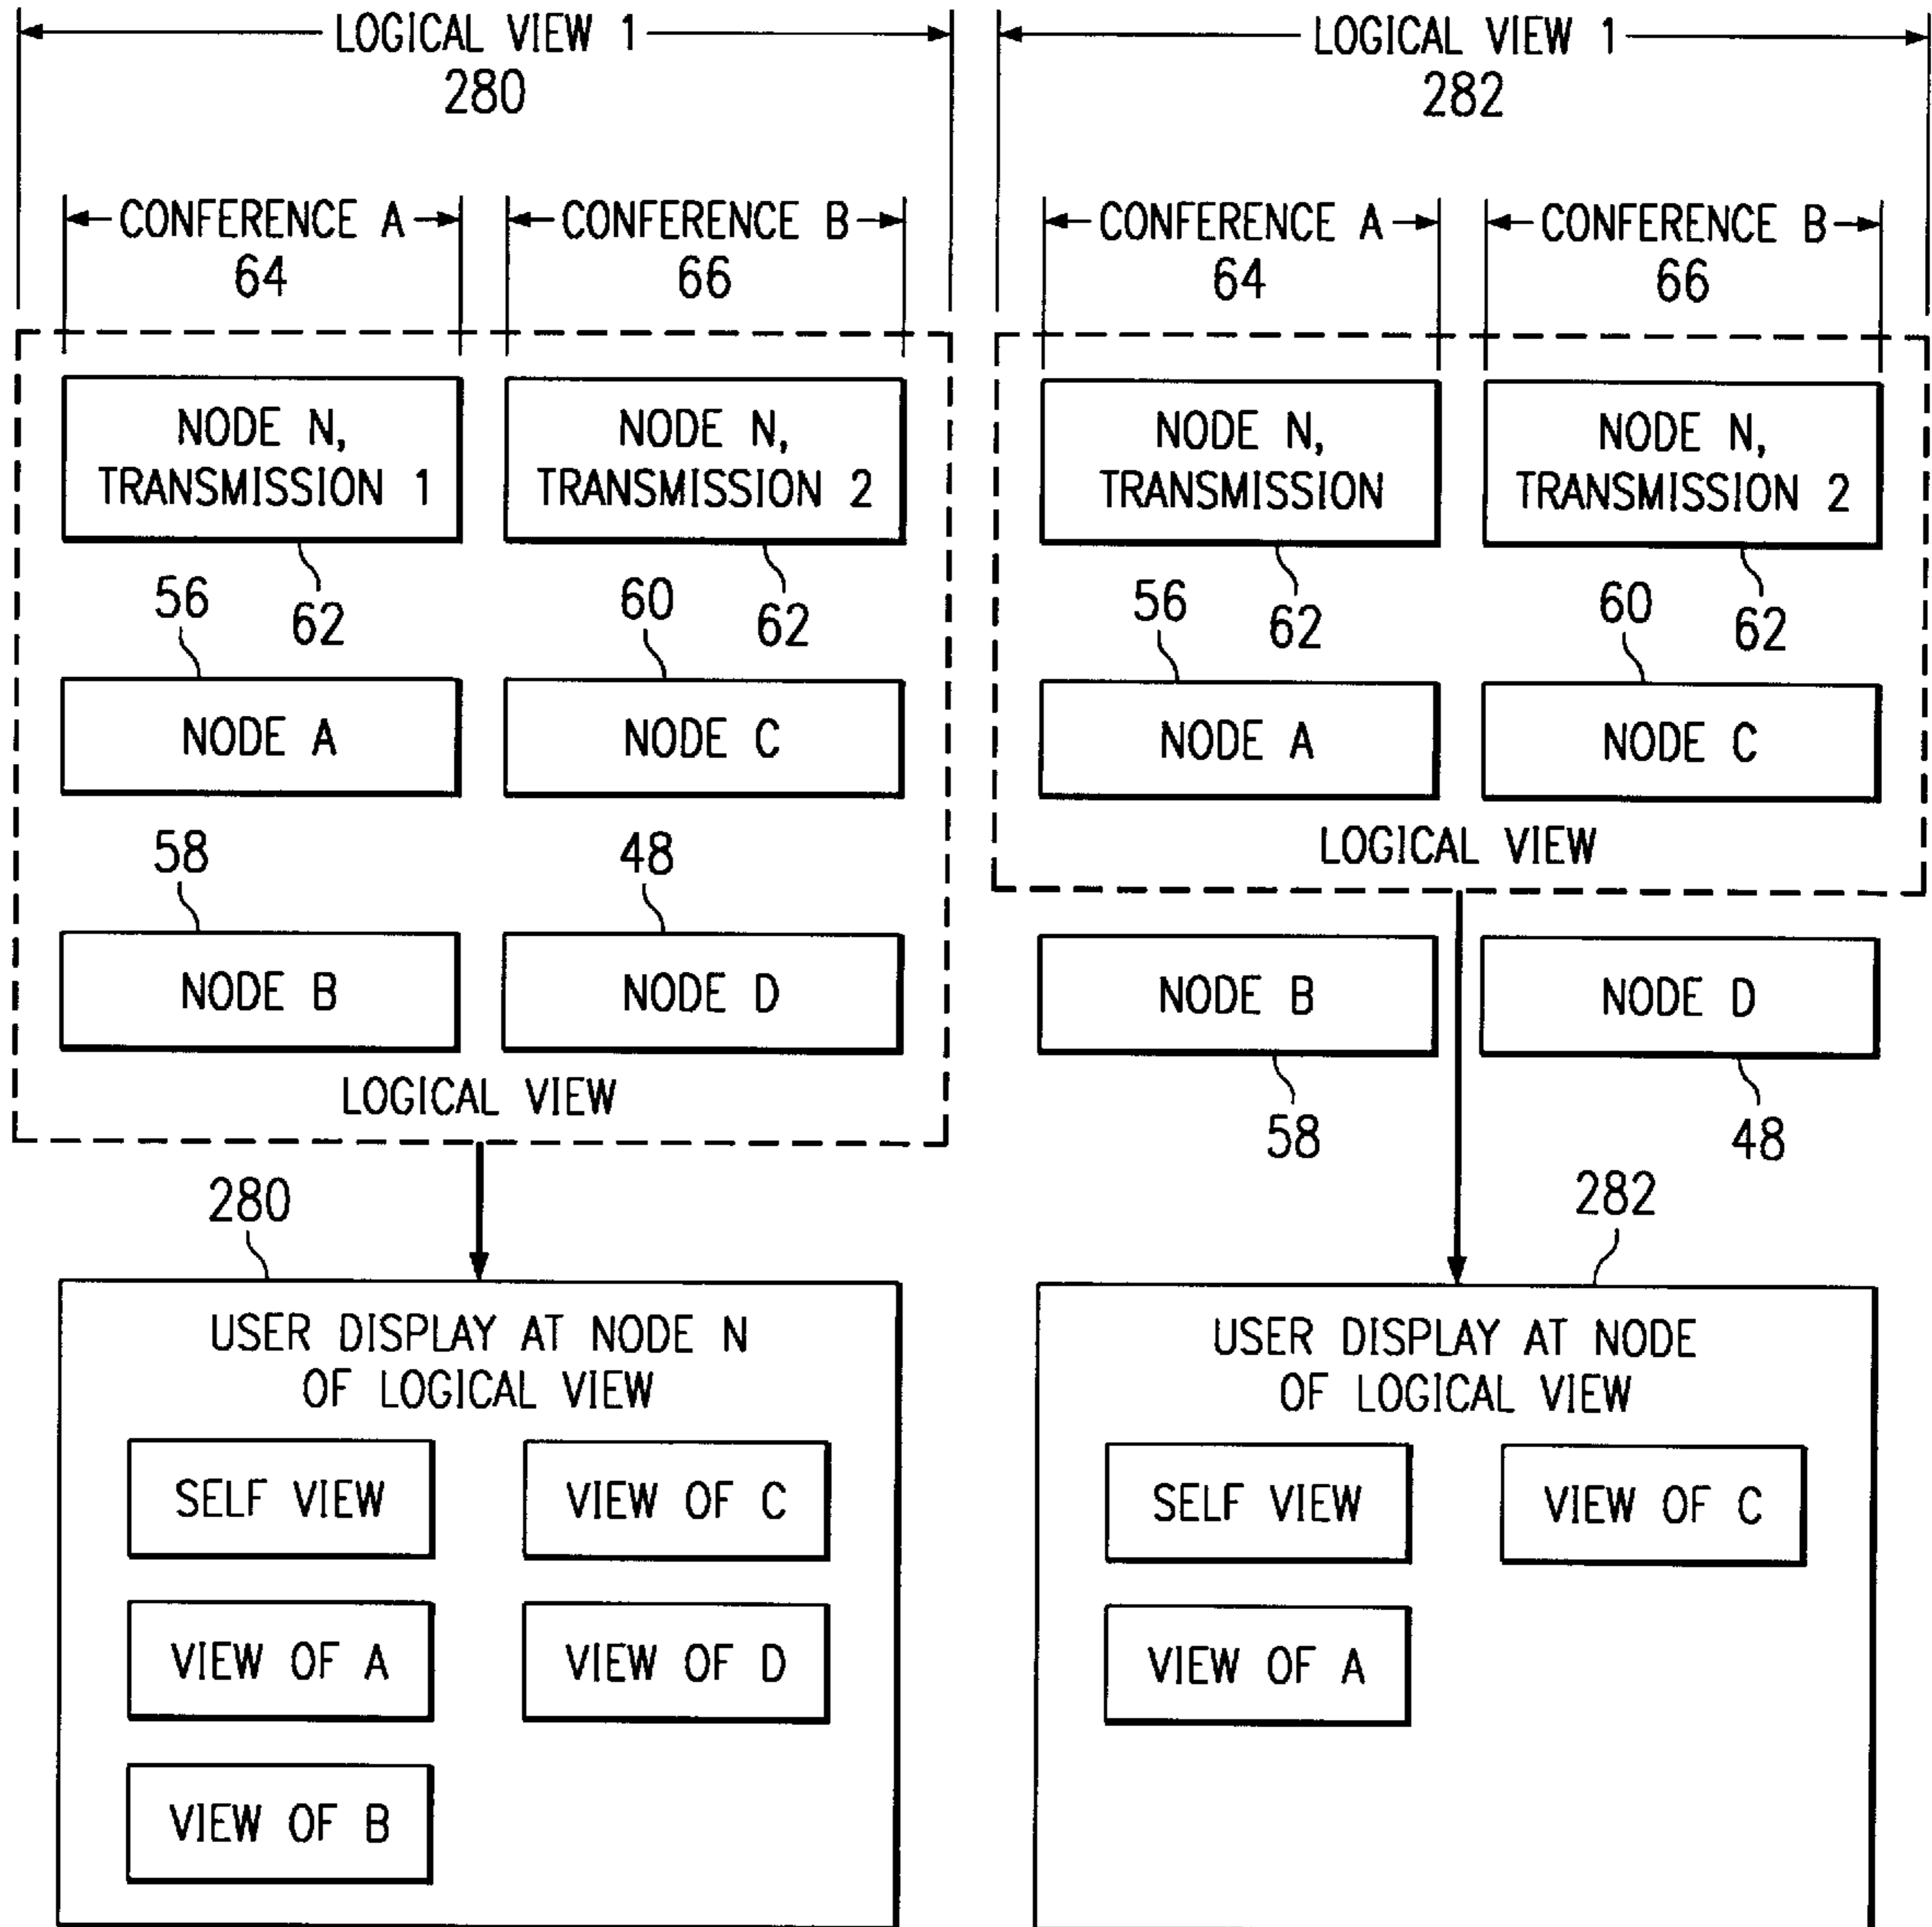 LOGICAL VIEW 1
280
CONFERENCE A
64
CONFERENCE B
66
NODE N,
TRANSMISSION 1
62
NODE N,
TRANSMISSION 2
62
56
NODE A
60
NODE C
58
NODE B
48
NODE D
LOGICAL VIEW
280
USER DISPLAY AT NODE N
OF LOGICAL VIEW
SELF VIEW
VIEW OF C
VIEW OF A
VIEW OF D
VIEW OF B
LOGICAL VIEW 1
282
CONFERENCE A
64
CONFERENCE B
66
NODE N,
TRANSMISSION
62
NODE N,
TRANSMISSION 2
62
56
NODE A
60
NODE C
LOGICAL VIEW
NODE B
58
NODE D
48
282
USER DISPLAY AT NODE
OF LOGICAL VIEW
SELF VIEW
VIEW OF C
VIEW OF A